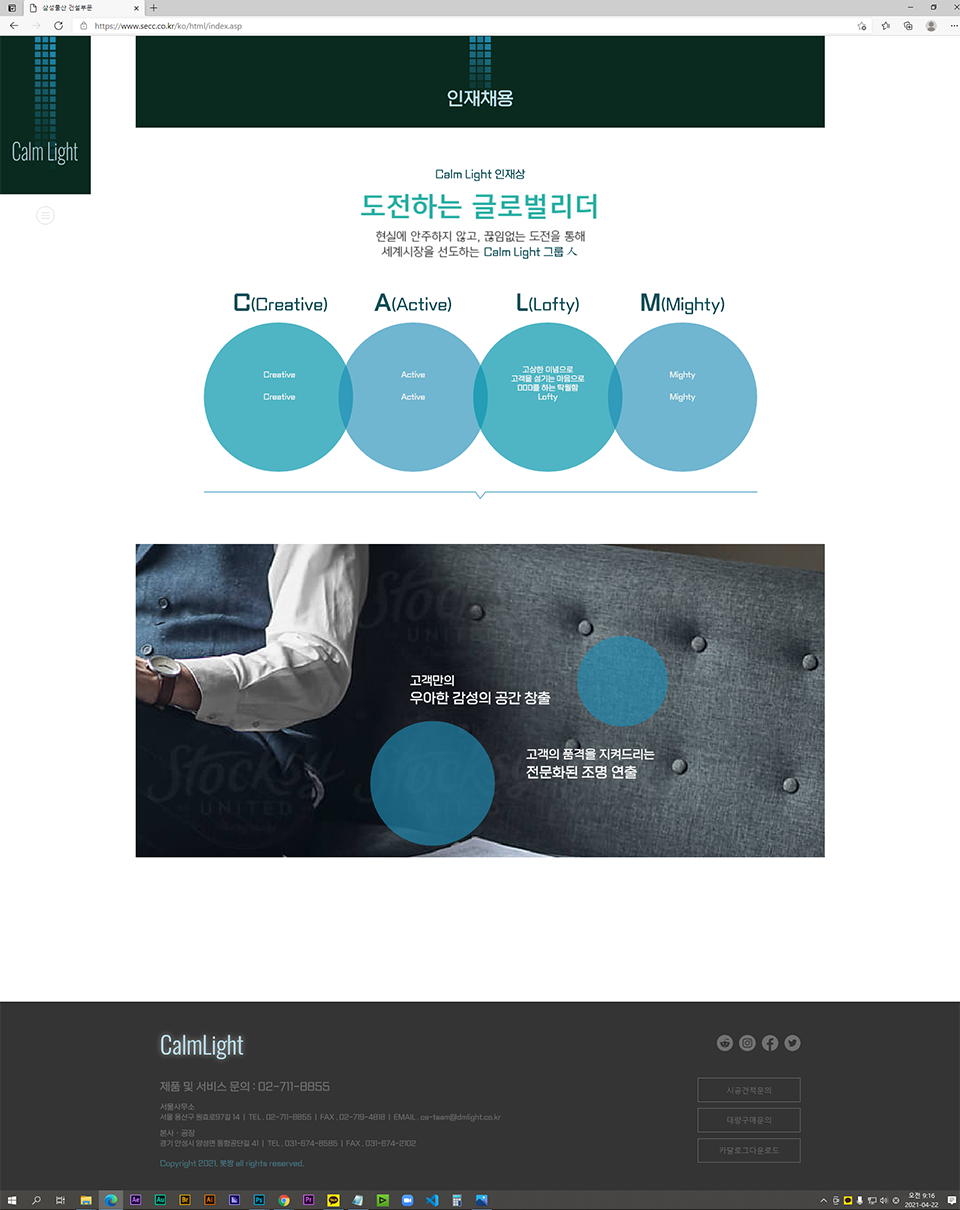 삼성물산 건설부문
https://www.secc.co.kr/ko/html/index.asp
Calm Light
인재채용
Calm Light 인재상
도전하는 글로벌리더
현실에 안주하지 않고, 끊임없는 도전을 통해
세계시장을 선도하는 Calm Light 그룹 人
C(Creative) A(Active) L(Lofty) M(Mighty)
Creative
Creative
Active
Active
고상한 이념으로
고객을 섬기는 마음으로
□□□를 하는 탁월함
Lofty
Mighty
Mighty
Stocksy
UNITED
고객만의
우아한 감성의 공간 창출
고객의 품격을 지켜드리는
전문화된 조명 연출
Stocksy
UNITED
CalmLight
제품 및 서비스 문의 : 02-711-8855
서울사무소
서울 용산구 원효로97길 14 | TEL . 02-711-8855 | FAX . 02-719-4818 | EMAIL . cs-team@dmlight.co.kr
본사 · 공장
경기 안성시 양성면 동항공단길 41 | TEL . 031-674-8585 | FAX . 031-674-2102
Copyright 2021. 봇짱 all rights reserved.
시공견적문의
대량구매문의
카달로그다운로드
Ae Au Br Ai Ps Pr
오전 9:16
2021-04-22